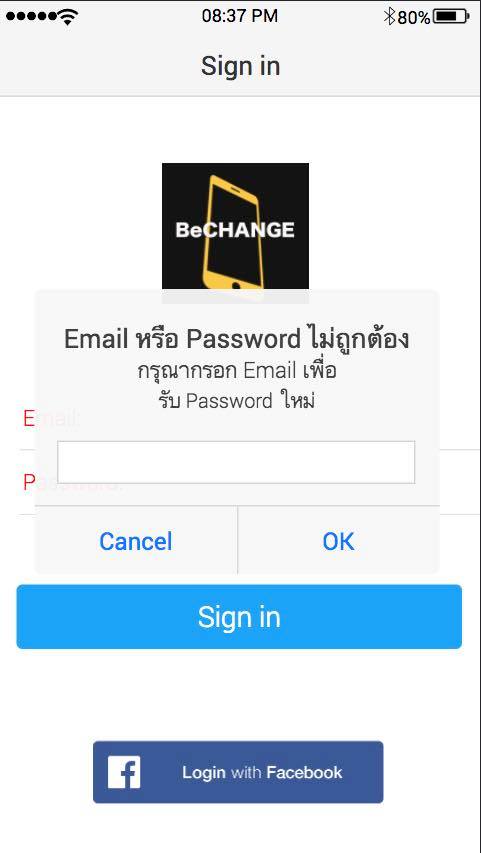 08:37 PM
80%
Sign in
BeCHANGE
Email หรือ Password ไม่ถูกต้อง
กรุณากรอก Email เพื่อ
รับ Password ใหม่
Email:
Password:
Cancel
OK
Sign in
Login with Facebook